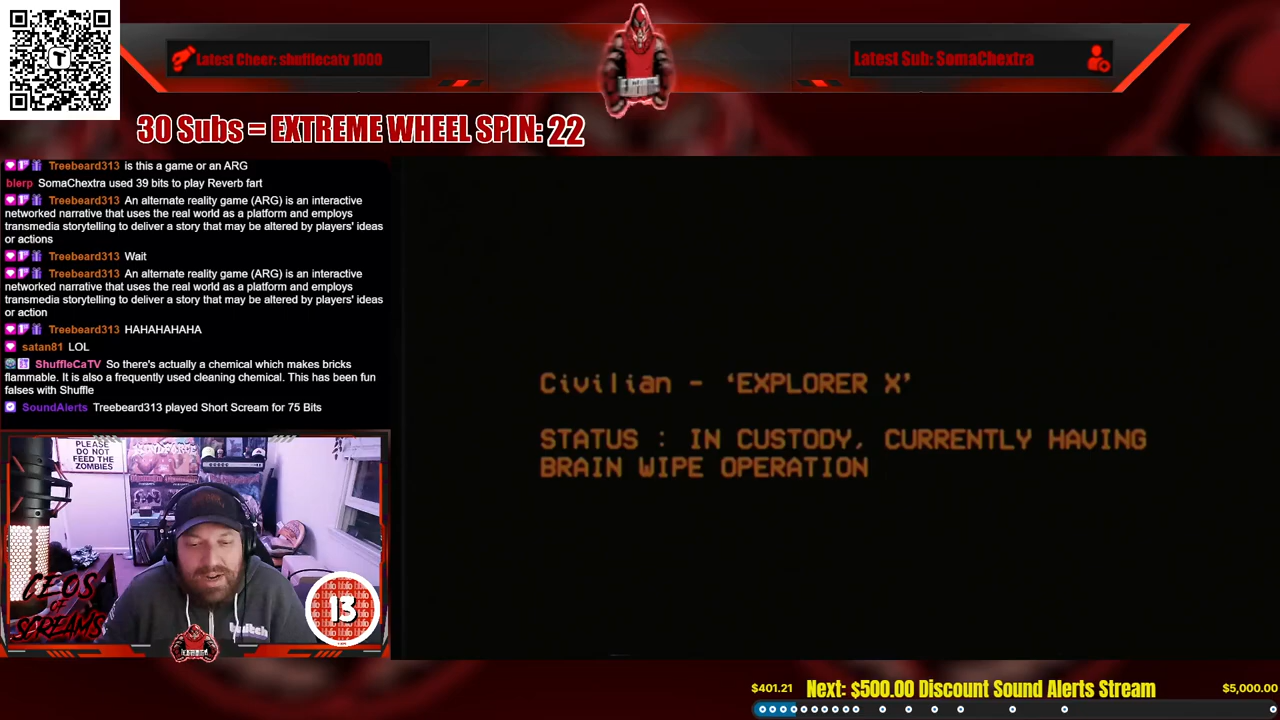 Latest Cheer: shufflecatv 1000
Latest Sub: SomaChextra
30 Subs = EXTREME WHEEL SPIN: 22
Treebeard313 is this a game or an ARG
blerp SomaChextra used 39 bits to play Reverb fart
Treebeard313 An alternate reality game (ARG) is an interactive
networked narrative that uses the real world as a platform and employs
transmedia storytelling to deliver a story that may be altered by players' ideas
or actions
Treebeard313 Wait
Treebeard313 An alternate reality game (ARG) is an interactive
networked narrative that uses the real world as a platform and employs
transmedia storytelling to deliver a story that may be altered by players' ideas
or action
Treebeard313 HAHAHAHAHA
satan81 LOL
ShuffleCaTV So there's actually a chemical which makes bricks
flammable. It is also a frequently used cleaning chemical. This has been fun
falses with Shuffle
SoundAlerts Treebeard313 played Short Scream for 75 Bits
Civilian - ‘EXPLORER X’
STATUS : IN CUSTODY, CURRENTLY HAVING
BRAIN WIPE OPERATION
PLEASE
DO NOT
FEED THE
ZOMBIES
CEOS
OF
SCREAMS
13
twitch
$401.21
Next: $500.00 Discount Sound Alerts Stream
$5,000.00